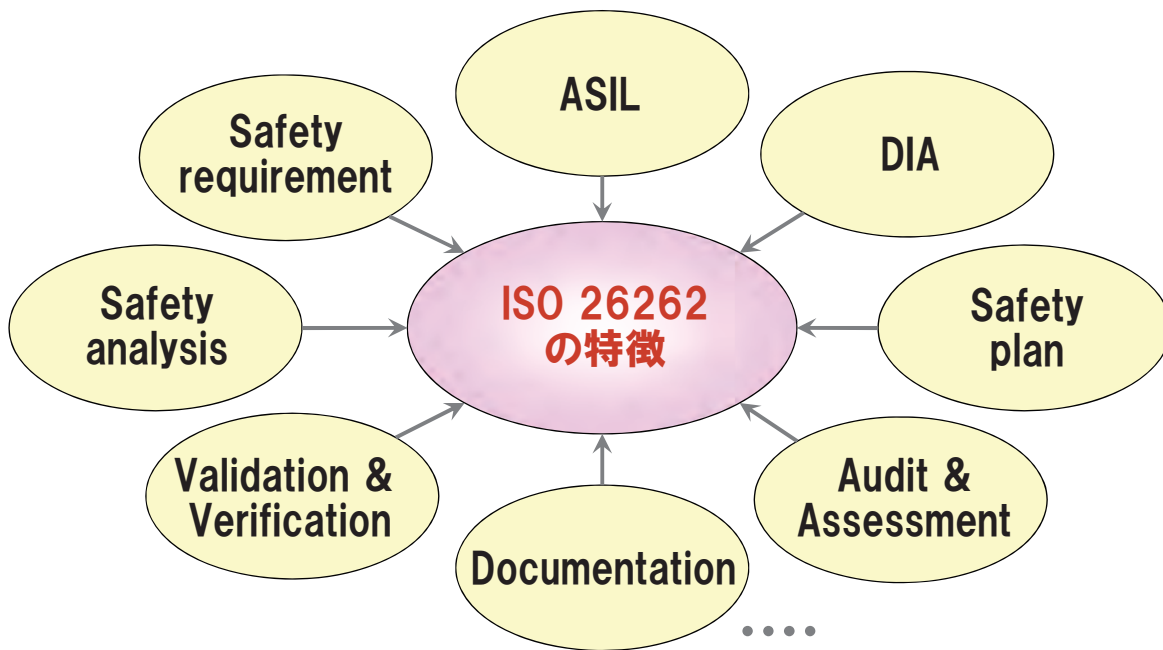 ASIL
DIA
Safety
plan
Audit &
Assessment
Documentation
Validation &
Verification
Safety
analysis
Safety
requirement
ISO 26262
の特徴